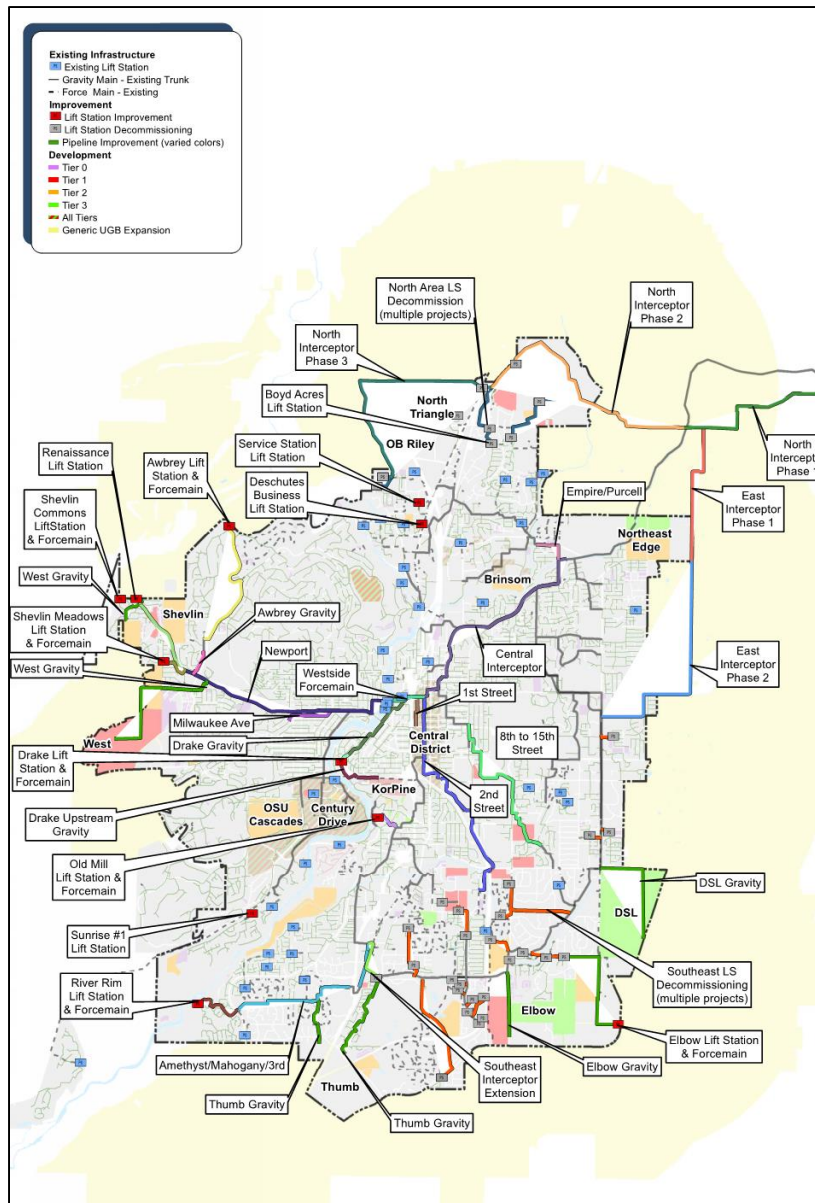 Existing Infrastructure
Existing Lift Station
Gravity Main - Existing Trunk
Force Main - Existing
Improvement
Lift Station Improvement
Lift Station Decommissioning
Pipeline Improvement (varied colors)
Development
Tier 0
Tier 1
Tier 2
Tier 3
All Tiers
Generic UGB Expansion
North Area LS
Decommission
(multiple projects)
North
Interceptor
Phase 2
North
Interceptor
Phase 3
North
Triangle
Boyd Acres
Lift Station
OB Riley
North
Phase
Renaissance
Lift Station
Awbrey Lift
Station &
Forcemain
Service Station
Lift Station
Shevlin
Commons
LiftStation
& Forcemain
Deschutes
Business
Lift Station
Empire/Purcell
East
Interceptor
Phase 1
Northeast
Edge
West Gravity
Brinsom
Shevlin
Shevlin Meadows
Lift Station
& Forcemain
Awbrey Gravity
West Gravity
Newport
Westside
Forcemain
Central
Interceptor
East
Interceptor
Phase 2
1st Street
Milwaukee Ave
Drake Gravity
West
Central
District
8th to 15th
Street
Drake Lift
Station &
Forcemain
KorPine
2nd
Street
Drake Upstream
Gravity
OSU
Cascades
Century
Drive
Old Mill
Lift Station &
Forcemain
DSL Gravity
DSL
Sunrise #1
Lift Station
Southeast LS
Decommissioning
(multiple projects)
River Rim
Lift Station
& Forcemain
Elbow
Elbow Lift Station
& Forcemain
Amethyst/Mahogany/3rd
Southeast
Interceptor
Extension
Elbow Gravity
Thumb
Thumb Gravity
Thumb Gravity